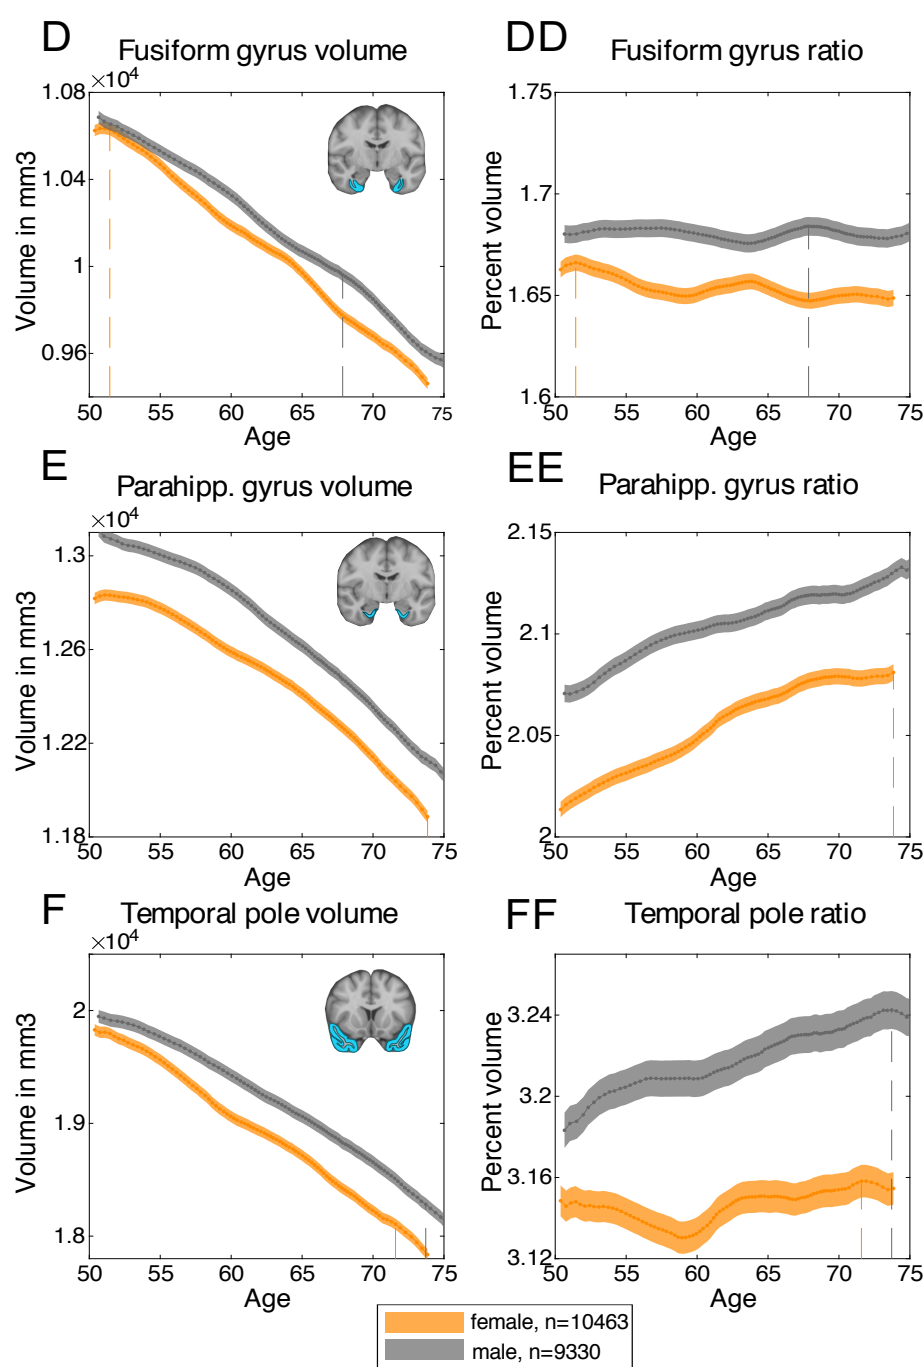 D
Fusiform gyrus volume
×10⁴
1.08
1.04
1
0.96
Volume in mm3
50 55 60 65 70 75
Age
DD
Fusiform gyrus ratio
1.75
1.7
1.65
1.6
Percent volume
50 55 60 65 70 75
Age
E
Parahipp. gyrus volume
×10⁴
1.3
1.26
1.22
1.18
Volume in mm3
50 55 60 65 70 75
Age
EE
Parahipp. gyrus ratio
2.15
2.1
2.05
2
Percent volume
50 55 60 65 70 75
Age
F
Temporal pole volume
×10⁴
2
1.9
1.8
Volume in mm3
50 55 60 65 70 75
Age
FF
Temporal pole ratio
3.24
3.2
3.16
3.12
Percent volume
50 55 60 65 70 75
Age
female, n=10463
male, n=9330